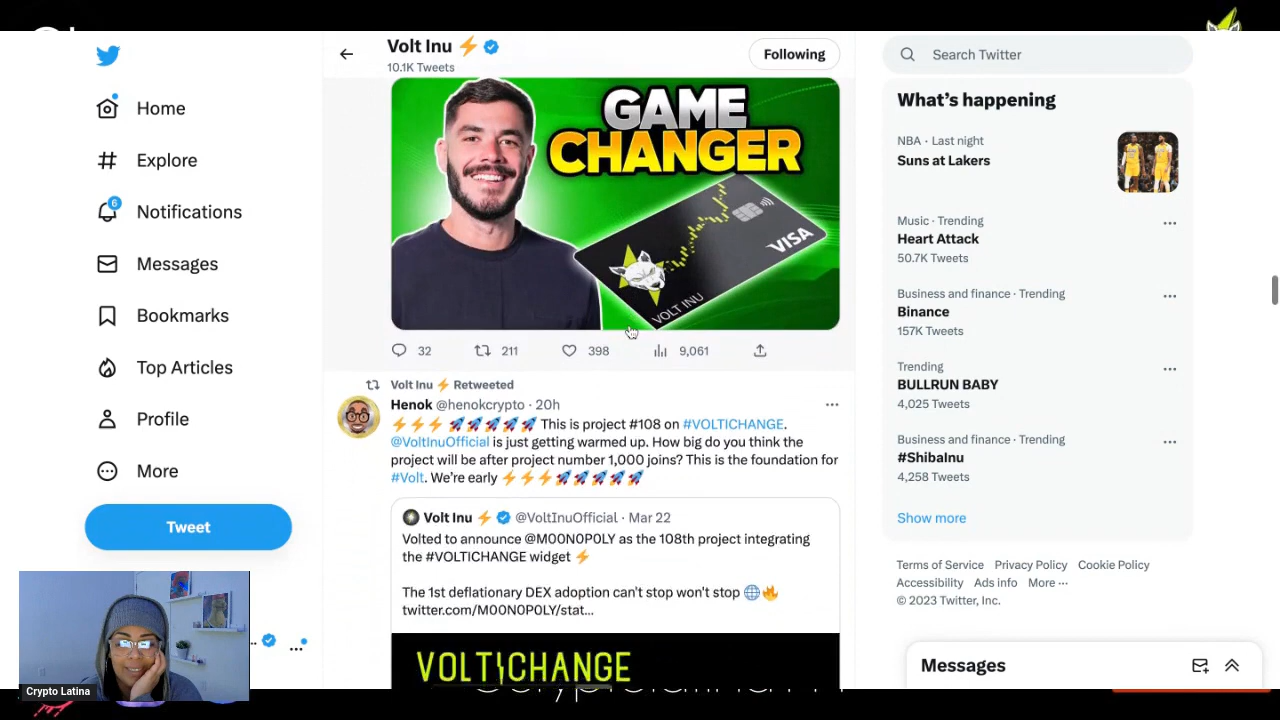 Home
Explore
6
Notifications
Messages
Bookmarks
Top Articles
Profile
More
Tweet
Crypto Latina
Volt Inu ⚡
10.1K Tweets
Following
GAME
CHANGER
VISA
VOLT INU
32 211 398 9,061
Volt Inu ⚡ Retweeted
Henok @henokcrypto · 20h
⚡⚡⚡🚀🚀🚀🚀🚀 This is project #108 on #VOLTICHANGE.
@VoltInuOfficial is just getting warmed up. How big do you think the
project will be after project number 1,000 joins? This is the foundation for
#Volt. We’re early ⚡⚡⚡🚀🚀🚀🚀🚀
Volt Inu ⚡ @VoltInuOfficial · Mar 22
Volted to announce @M00N0P0LY as the 108th project integrating
the #VOLTICHANGE widget ⚡
The 1st deflationary DEX adoption can't stop won't stop 🌐🔥
twitter.com/M00N0P0LY/stat…
VOLTICHANGE
Search Twitter
What’s happening
NBA · Last night
Suns at Lakers
Music · Trending
Heart Attack
50.7K Tweets
Business and finance · Trending
Binance
157K Tweets
Trending
BULLRUN BABY
4,025 Tweets
Business and finance · Trending
#ShibaInu
4,258 Tweets
Show more
Terms of Service Privacy Policy Cookie Policy
Accessibility Ads info More ···
© 2023 Twitter, Inc.
Messages